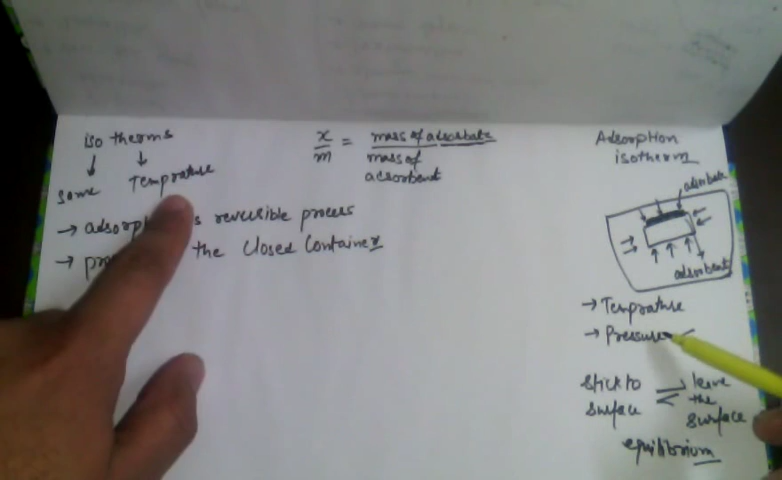 iso therms
same Temprature
→ adsorp s reversible process
→ the closed container
x/m = mass of adsorbate
mass of
adsorbent
Adsorption
isotherm
adsorbate
adsorbent
→ Temprature
→ Pressure
stick to surface ⇌ leave the surface
equilibrium